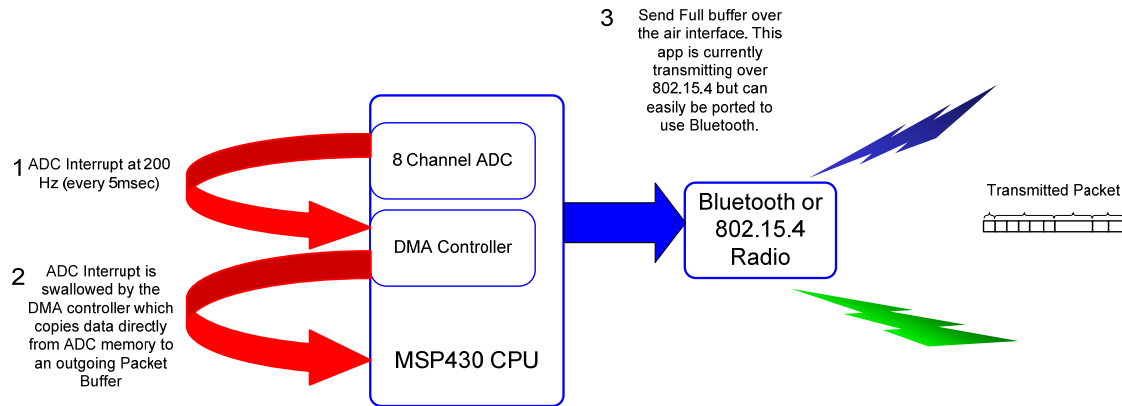 1
ADC Interrupt at 200
Hz (every 5msec)
2
ADC Interrupt is
swallowed by the
DMA controller which
copies data directly
from ADC memory to
an outgoing Packet
Buffer
8 Channel ADC
DMA Controller
MSP430 CPU
3
Send Full buffer over
the air interface. This
app is currently
transmitting over
802.15.4 but can
easily be ported to
use Bluetooth.
Bluetooth or
802.15.4
Radio
Transmitted Packet